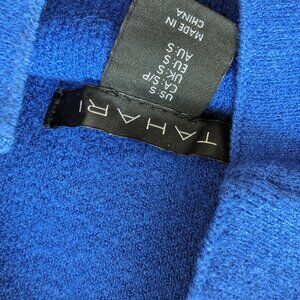 TAHARI
US:S
CA:S/P
UK:S
EU:S
AU:S
MADE IN
CHINA